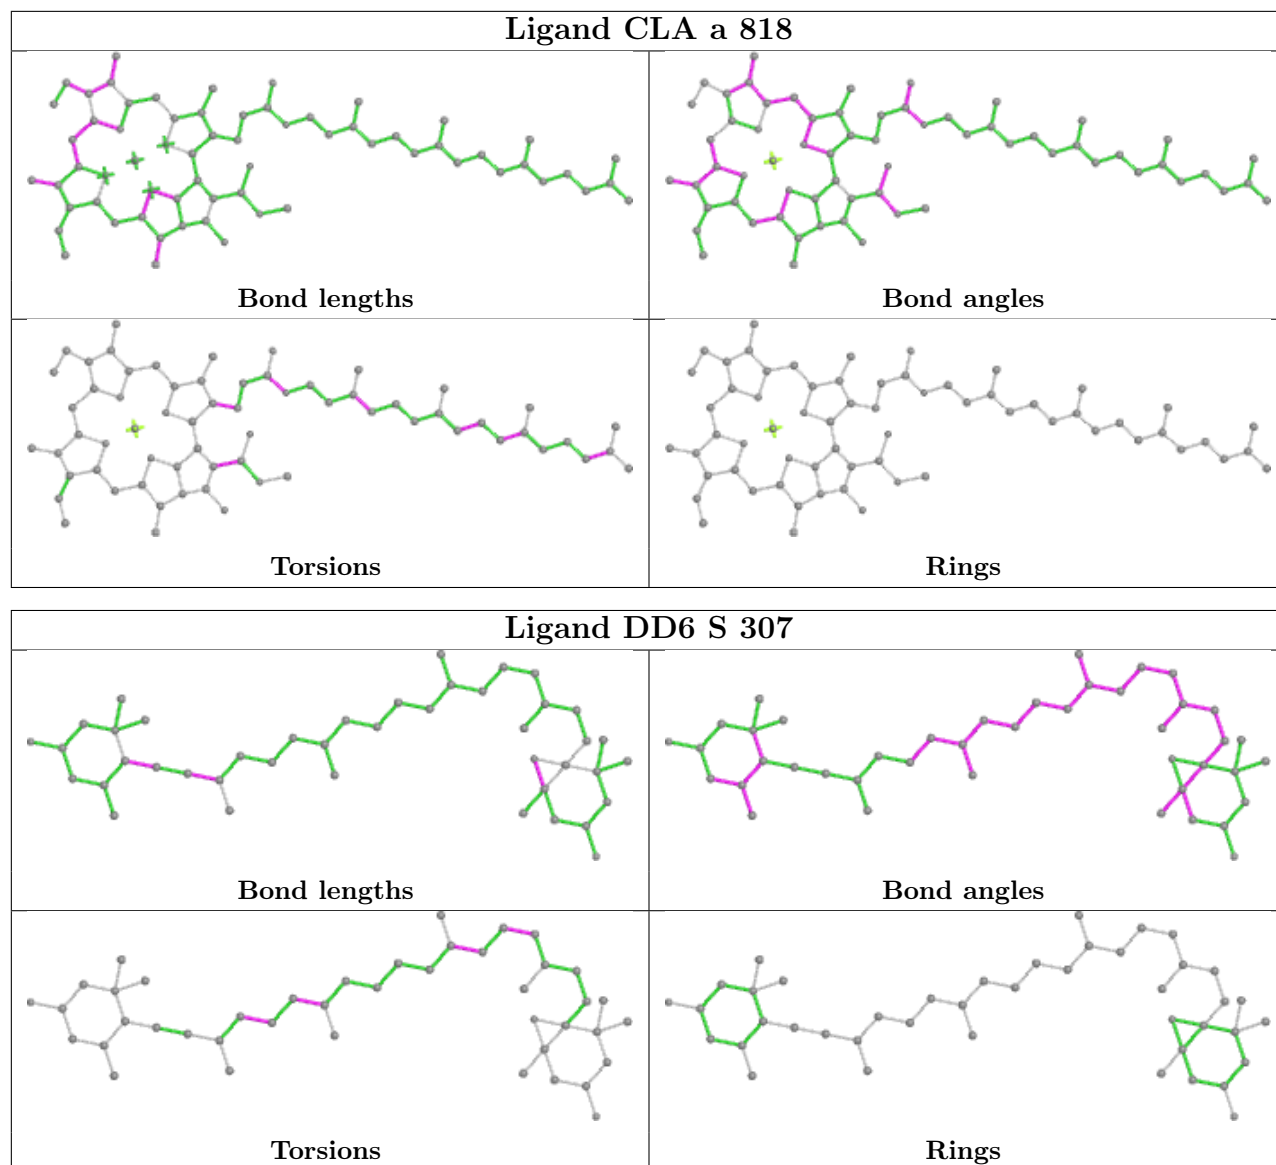 Ligand CLA a 818
Bond lengths
Bond angles
Torsions
Rings
Ligand DD6 S 307
Bond lengths
Bond angles
Torsions
Rings